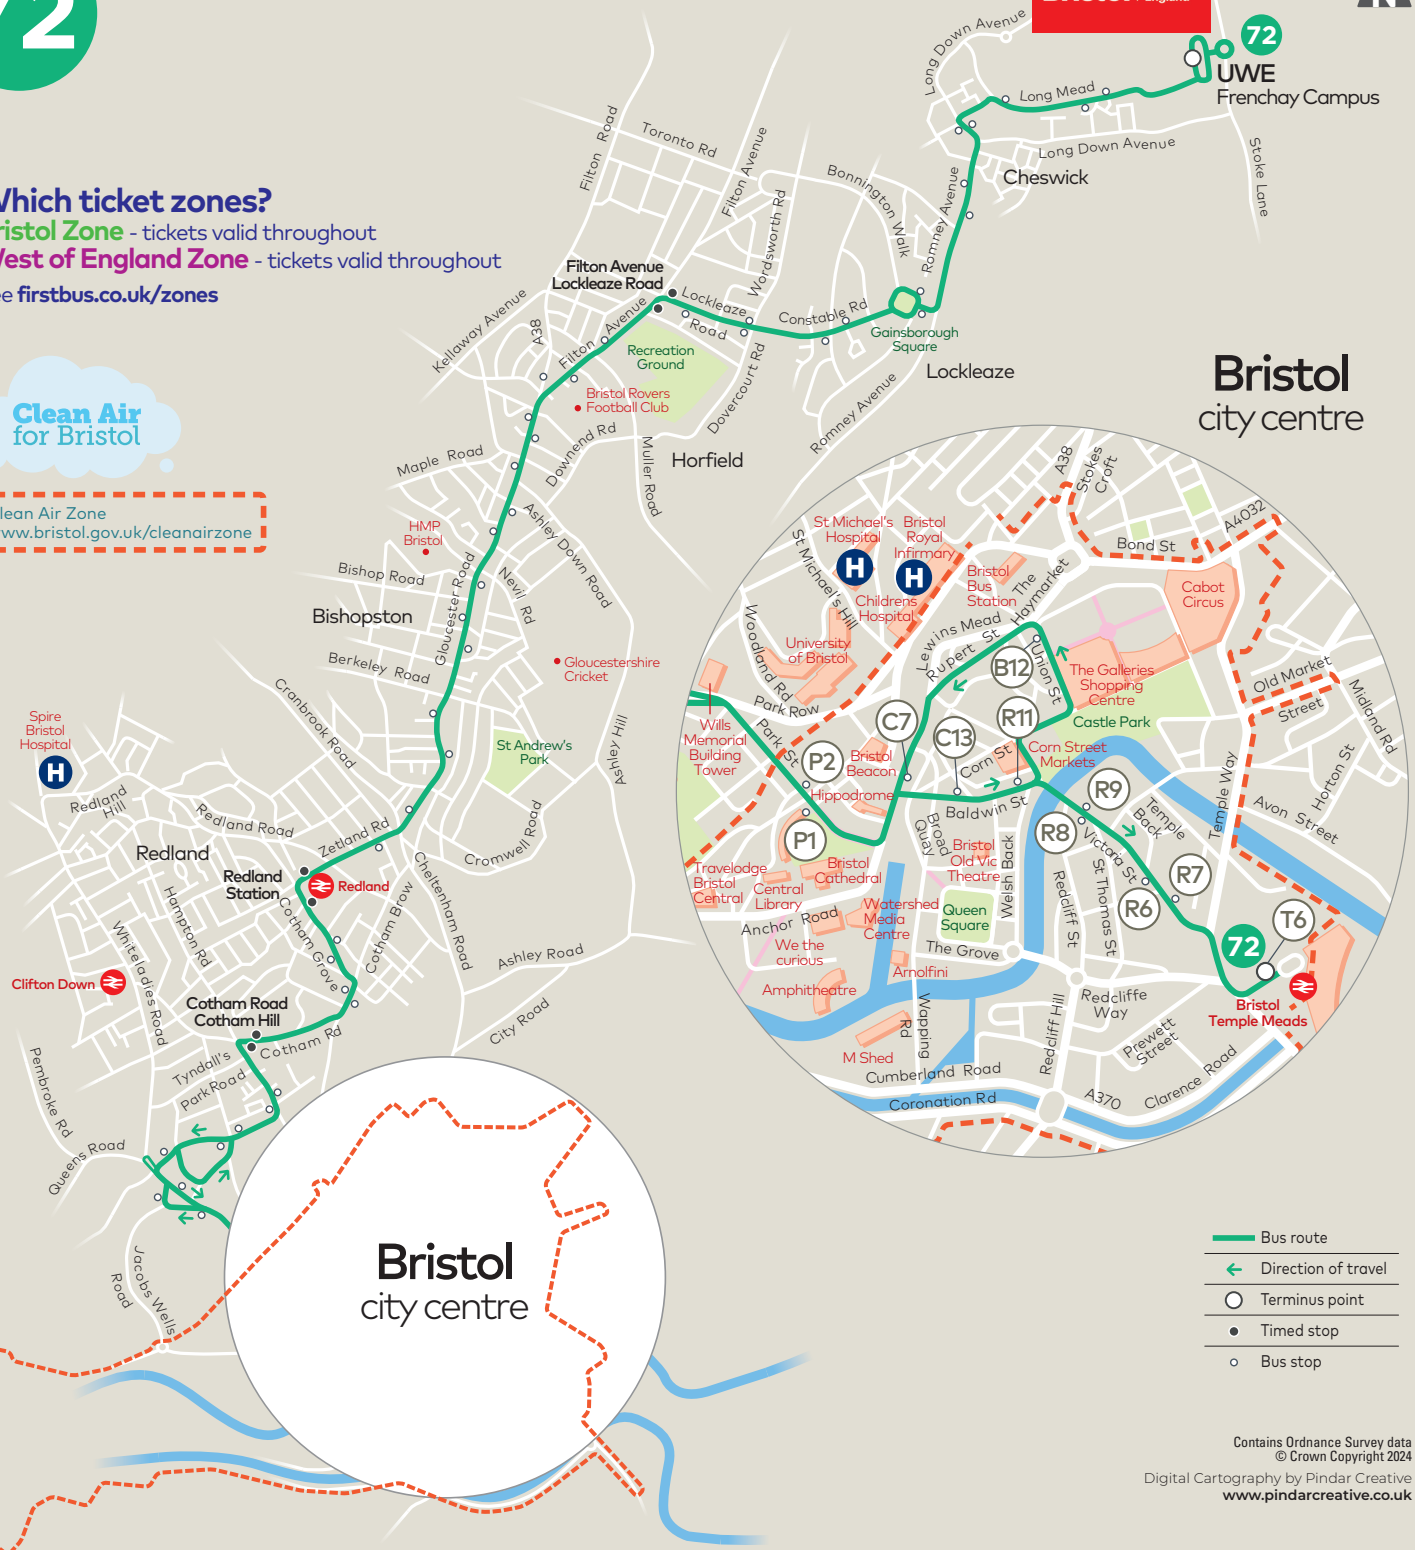 72
Which ticket zones?
Bristol Zone - tickets valid throughout
West of England Zone - tickets valid throughout
firstbus.co.uk/zones
Clean Air
for Bristol
Clean Air Zone
www.bristol.gov.uk/cleanairzone
72
UWE
Frenchay Campus
Long Down Avenue
Long Mead
Long Down Avenue
Stoke Lane
Cheswick
Filton Road
Toronto Rd
Filton Avenue
Wordsworth Rd
Bonnington Walk
Romney Avenue
Filton Avenue
Lockleaze Road
Kellaway Avenue
A38
Filton Avenue
Lockleaze Road
Constable Rd
Gainsborough
Square
Lockleaze
Recreation
Ground
Bristol Rovers
Football Club
Dovercourt Rd
Romney Avenue
Downend Rd
Muller Road
Horfield
Maple Road
HMP
Bristol
Ashley Down Road
Bishop Road
Gloucester Road
Nevil Rd
Bishopston
Berkeley Road
Gloucestershire
Cricket
Cranbrook Road
Spire
Bristol
Hospital
H
St Andrew's
Park
Ashley Hill
Redland
Hill
Redland Road
Zetland Rd
Cromwell Road
Redland
Redland
Station
Redland
Cheltenham Road
Cotham Brow
Cotham Grove
Hampton Rd
Whiteladies Road
Ashley Road
Clifton Down
Cotham Road
Cotham Hill
Cotham Rd
City Road
Tyndall's
Park Road
Pembroke Rd
Queens Road
Jacobs Wells
Road
Bristol
city centre
Bristol
city centre
A38
Stokes
Croft
A4032
Bond St
St Michael's
Hospital
Bristol
Royal
Infirmary
H
H
St Michael's Hill
Childrens
Hospital
Bristol
Bus
Station
The
Haymarket
Cabot
Circus
Lewins Mead
Rupert St
Woodland Rd
University
of Bristol
B12
Union St
The Galleries
Shopping
Centre
Old Market
Street
Midland Rd
Park Row
Wills
Memorial
Building
Tower
Park St
C7
C13
R11
Castle Park
P2
Bristol
Beacon
Corn St
Corn Street
Markets
Hippodrome
Baldwin St
R9
Temple
Back
Temple Way
Horton St
Avon Street
P1
Broad
Quay
R8
Victoria St
Bristol
Old Vic
Theatre
Welsh Back
R7
Travelodge
Bristol
Central
Central
Library
Bristol
Cathedral
Redcliff St
St Thomas St
R6
T6
72
Anchor Road
Watershed
Media
Centre
Queen
Square
The Grove
We the
curious
Arnolfini
Amphitheatre
Redcliffe
Way
Bristol
Temple Meads
Wapping
Rd
Redcliff Hill
Prewett
Street
M Shed
Cumberland Road
Coronation Rd
A370
Clarence Road
Bus route
Direction of travel
Terminus point
Timed stop
Bus stop
Contains Ordnance Survey data
© Crown Copyright 2024
Digital Cartography by Pindar Creative
www.pindarcreative.co.uk